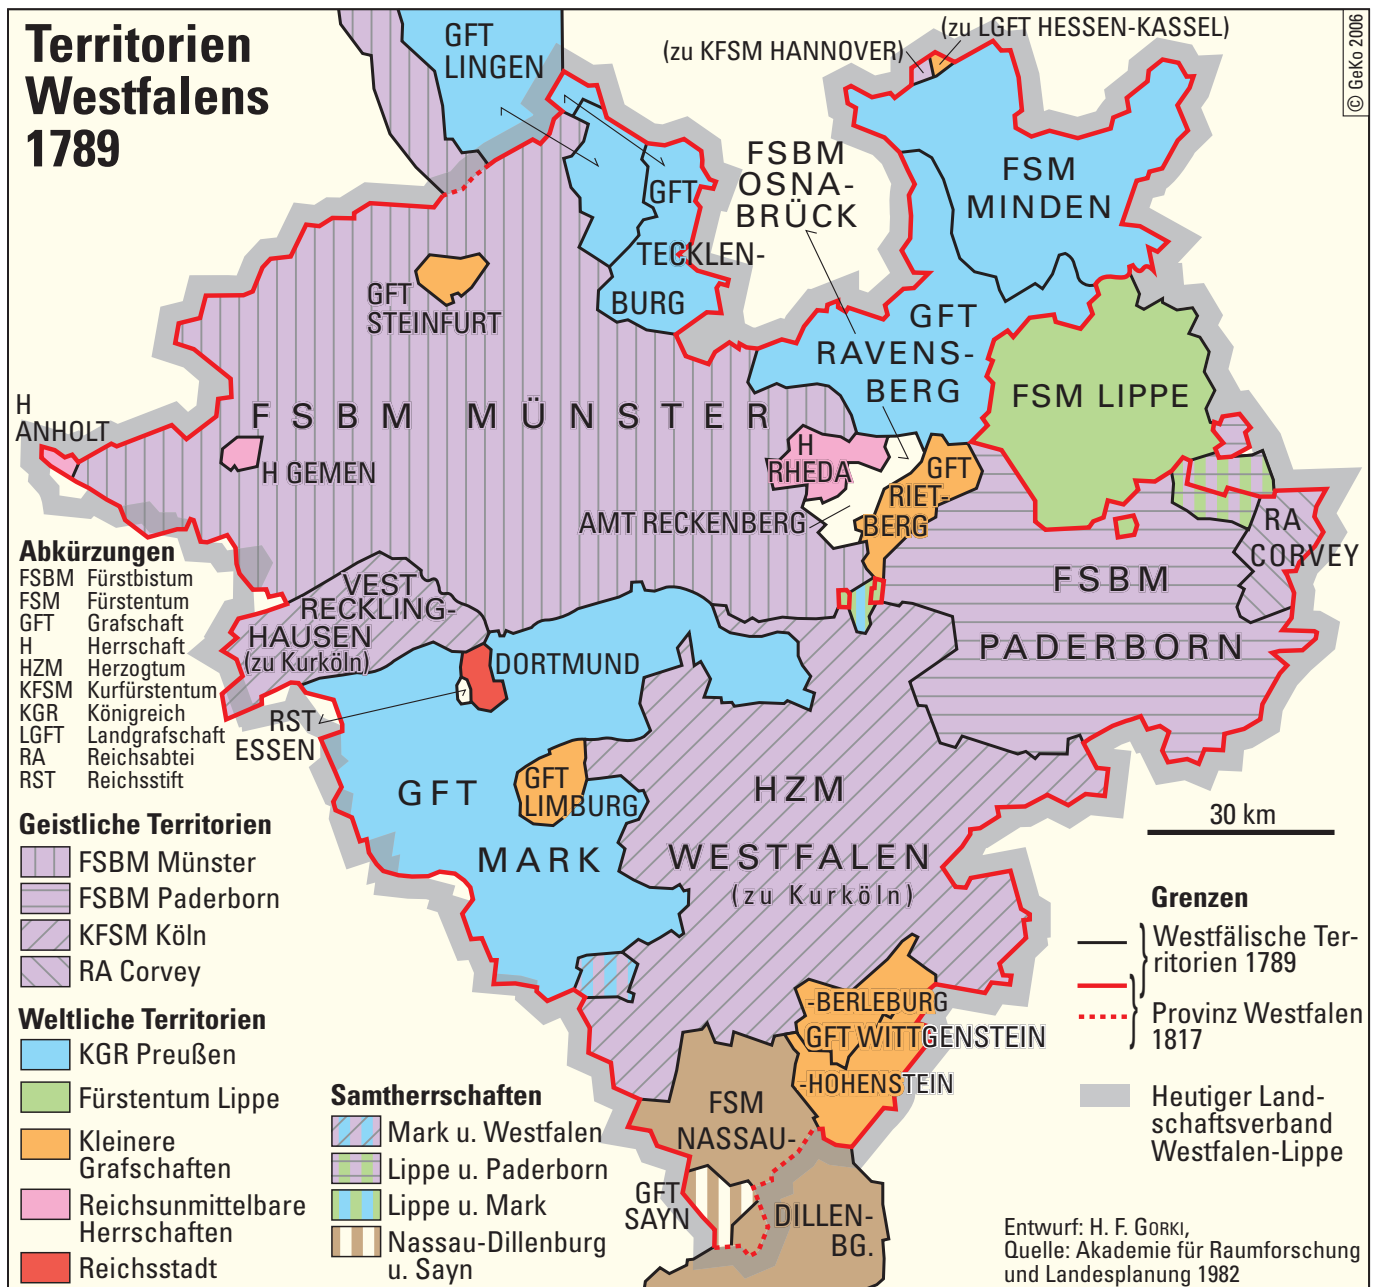 Territorien
Westfalens
1789
© GeKo 2006
GFT
LINGEN
(zu KFSM HANNOVER)
(zu LGFT HESSEN-KASSEL)
FSBM
OSNA-
BRÜCK
FSM
MINDEN
GFT
TECKLEN-
BURG
GFT
STEINFURT
GFT
RAVENS-
BERG
FSM LIPPE
H
ANHOLT
FSBM MÜNSTER
H GEMEN
H
RHEDA
GFT
RIET-
BERG
AMT RECKENBERG
RA
CORVEY
FSBM
PADERBORN
VEST
RECKLING-
HAUSEN
(zu Kurköln)
DORTMUND
RST
ESSEN
GFT
LIMBURG
GFT
MARK
HZM
WESTFALEN
(zu Kurköln)
-BERLEBURG
GFT WITTGENSTEIN
-HOHENSTEIN
FSM
NASSAU-
DILLEN-
BG.
GFT
SAYN
Abkürzungen
FSBM Fürstbistum
FSM Fürstentum
GFT Grafschaft
H Herrschaft
HZM Herzogtum
KFSM Kurfürstentum
KGR Königreich
LGFT Landgrafschaft
RA Reichsabtei
RST Reichsstift
Geistliche Territorien
FSBM Münster
FSBM Paderborn
KFSM Köln
RA Corvey
Weltliche Territorien
KGR Preußen
Fürstentum Lippe
Kleinere
Grafschaften
Reichsunmittelbare
Herrschaften
Reichsstadt
Samtherrschaften
Mark u. Westfalen
Lippe u. Paderborn
Lippe u. Mark
Nassau-Dillenburg
u. Sayn
30 km
Grenzen
Westfälische Ter-
ritorien 1789
Provinz Westfalen
1817
Heutiger Land-
schaftsverband
Westfalen-Lippe
Entwurf: H. F. GORKI,
Quelle: Akademie für Raumforschung
und Landesplanung 1982